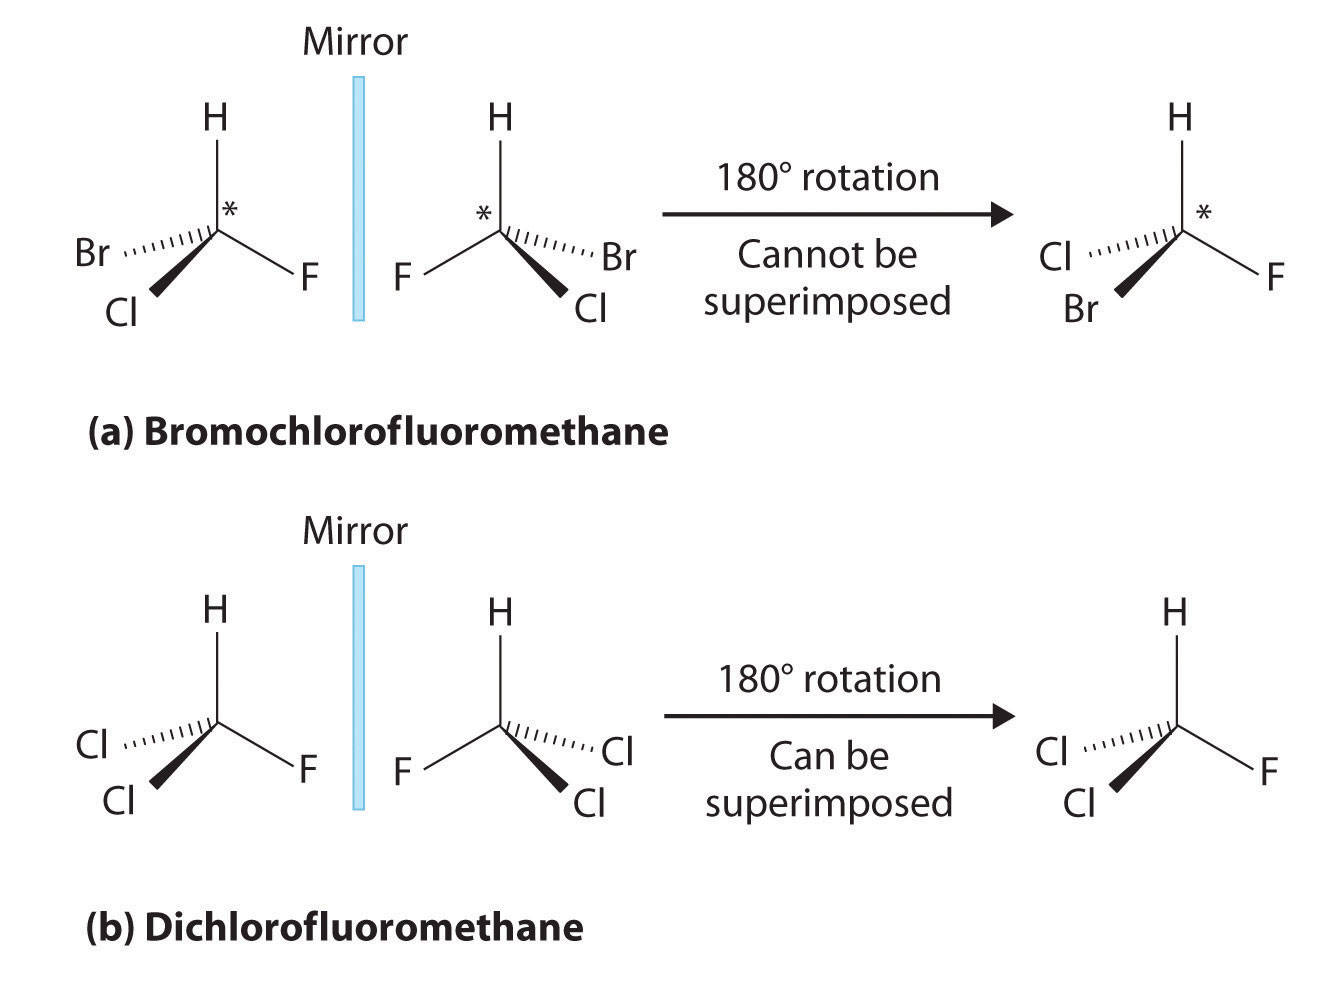 Mirror
H
*
Br
Cl
F
H
*
F
Br
Cl
180° rotation
Cannot be
superimposed
H
*
Cl
Br
F
(a) Bromochlorofluoromethane
Mirror
H
Cl
Cl
F
H
F
Cl
Cl
180° rotation
Can be
superimposed
H
Cl
Cl
F
(b) Dichlorofluoromethane